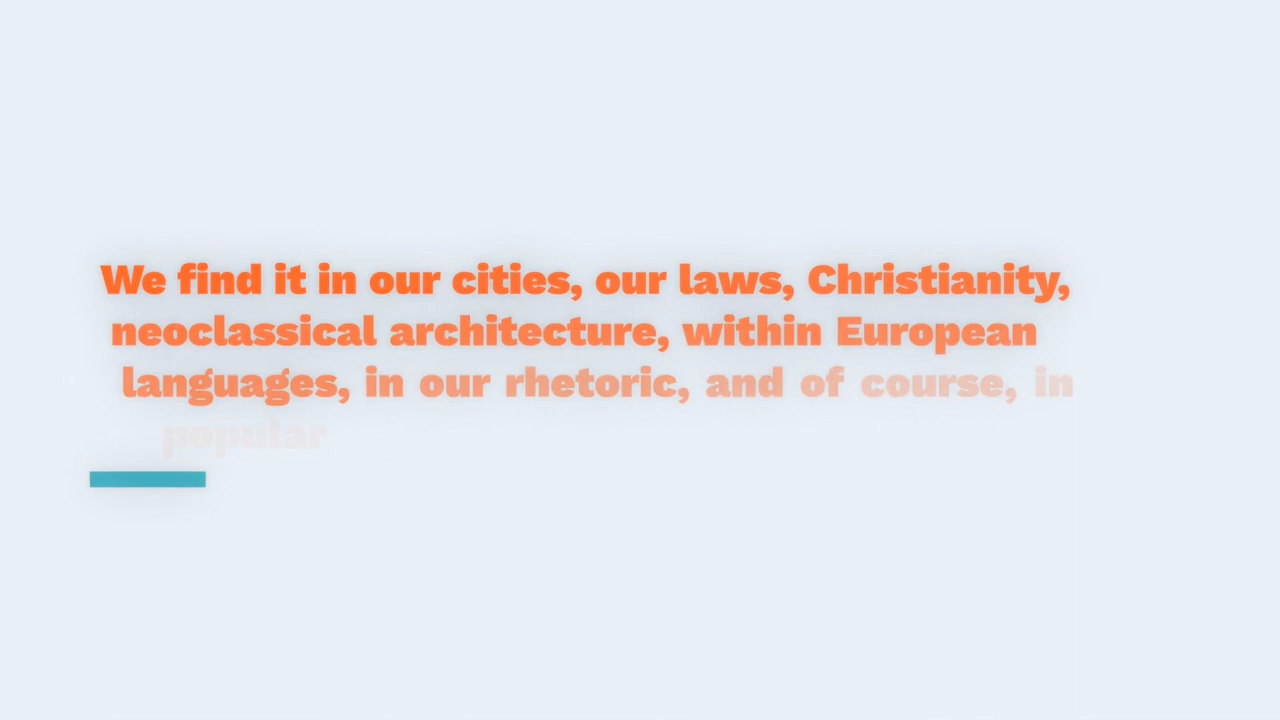 We find it in our cities, our laws, Christianity,
neoclassical architecture, within European
languages, in our rhetoric, and of course, in
popular